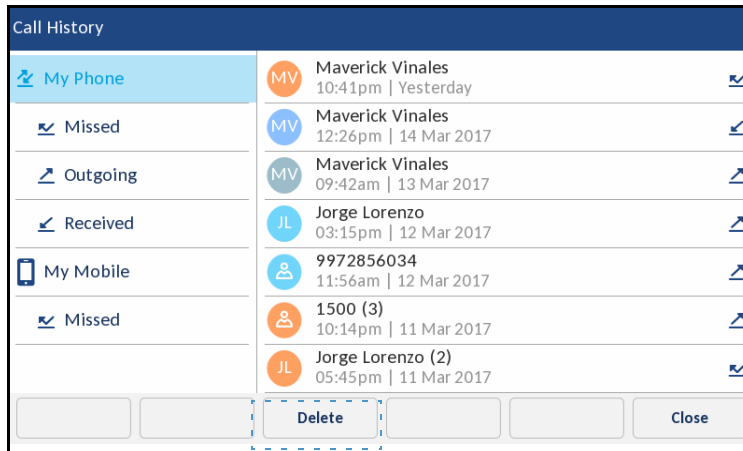 Call History
My Phone
Missed
Outgoing
Received
My Mobile
Missed
MV
Maverick Vinales
10:41pm | Yesterday
MV
Maverick Vinales
12:26pm | 14 Mar 2017
MV
Maverick Vinales
09:42am | 13 Mar 2017
JL
Jorge Lorenzo
03:15pm | 12 Mar 2017
9972856034
11:56am | 12 Mar 2017
1500 (3)
10:14pm | 11 Mar 2017
JL
Jorge Lorenzo (2)
05:45pm | 11 Mar 2017
Delete
Close